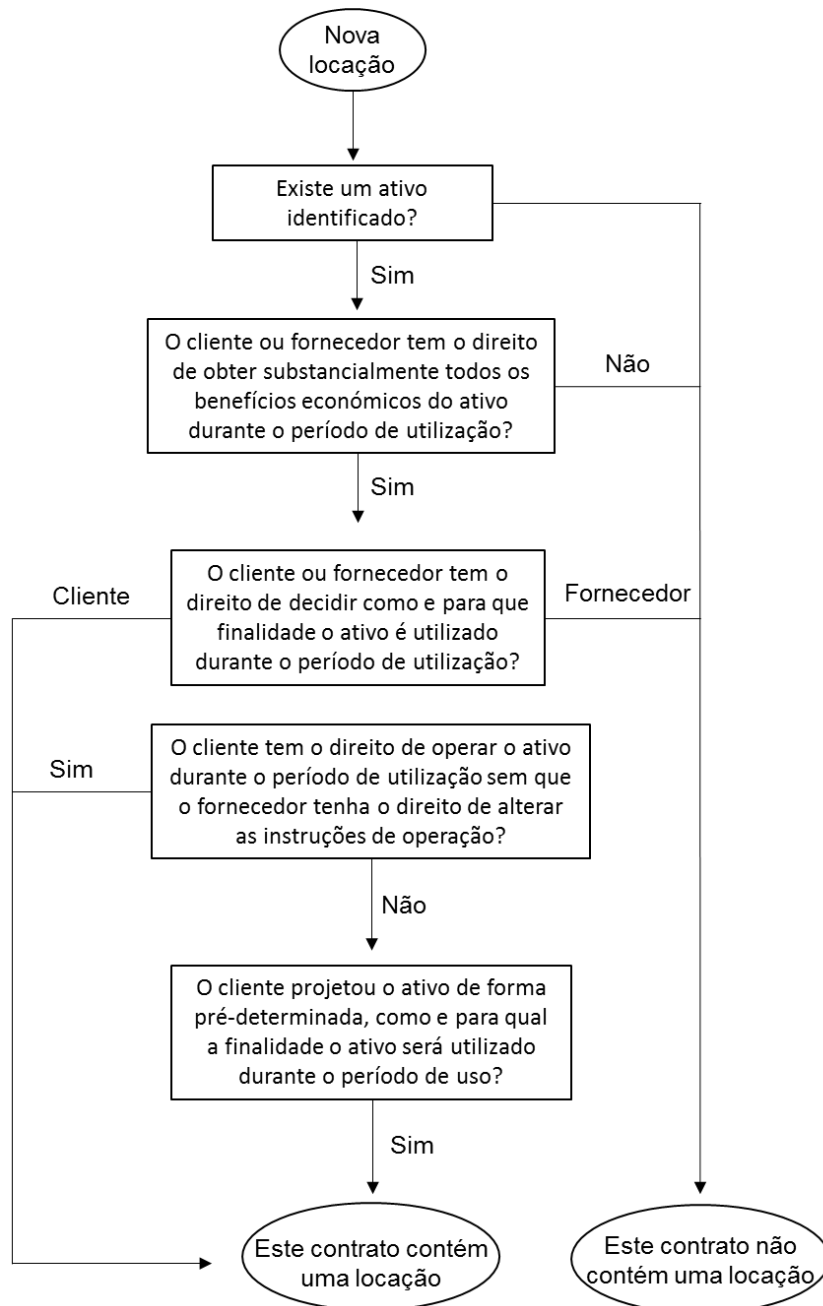 Nova
locação
Existe um ativo
identificado?
Sim
O cliente ou fornecedor tem o direito
de obter substancialmente todos os
benefícios económicos do ativo
durante o período de utilização?
Não
Sim
Cliente
O cliente ou fornecedor tem o
direito de decidir como e para que
finalidade o ativo é utilizado
durante o período de utilização?
Fornecedor
Sim
O cliente tem o direito de operar o ativo
durante o período de utilização sem que
o fornecedor tenha o direito de alterar
as instruções de operação?
Não
O cliente projetou o ativo de forma
pré-determinada, como e para qual
a finalidade o ativo será utilizado
durante o período de uso?
Sim
Este contrato contém
uma locação
Este contrato não
contém uma locação